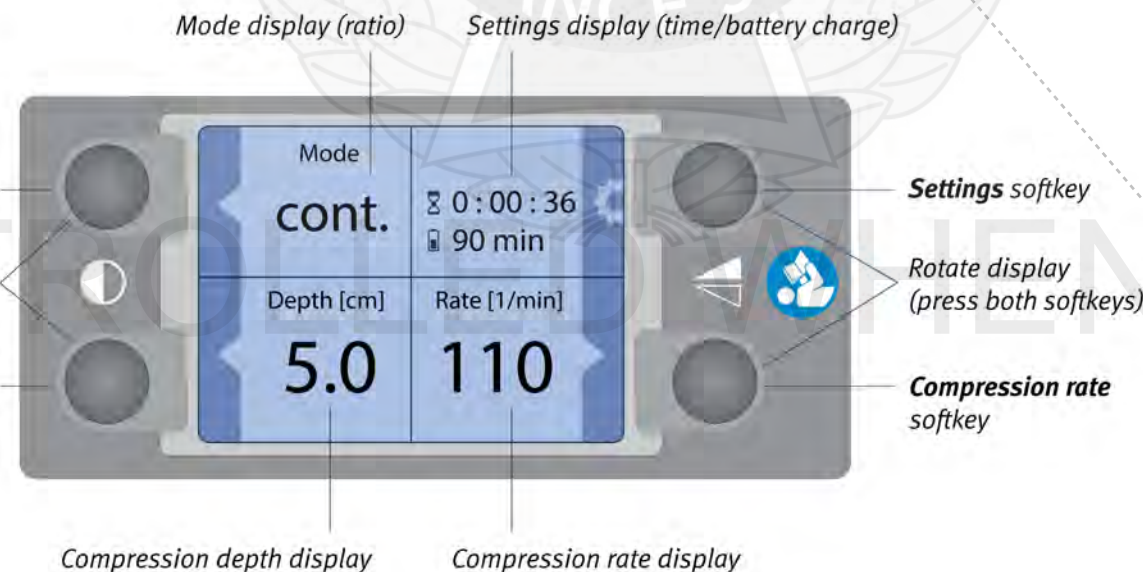 Mode display (ratio)
Settings display (time/battery charge)
Mode
cont.
0 : 00 : 36
90 min
Settings softkey
Rotate display
(press both softkeys)
Depth [cm]
Rate [1/min]
5.0
110
Compression rate
softkey
Compression depth display
Compression rate display
TROLLED WHEN